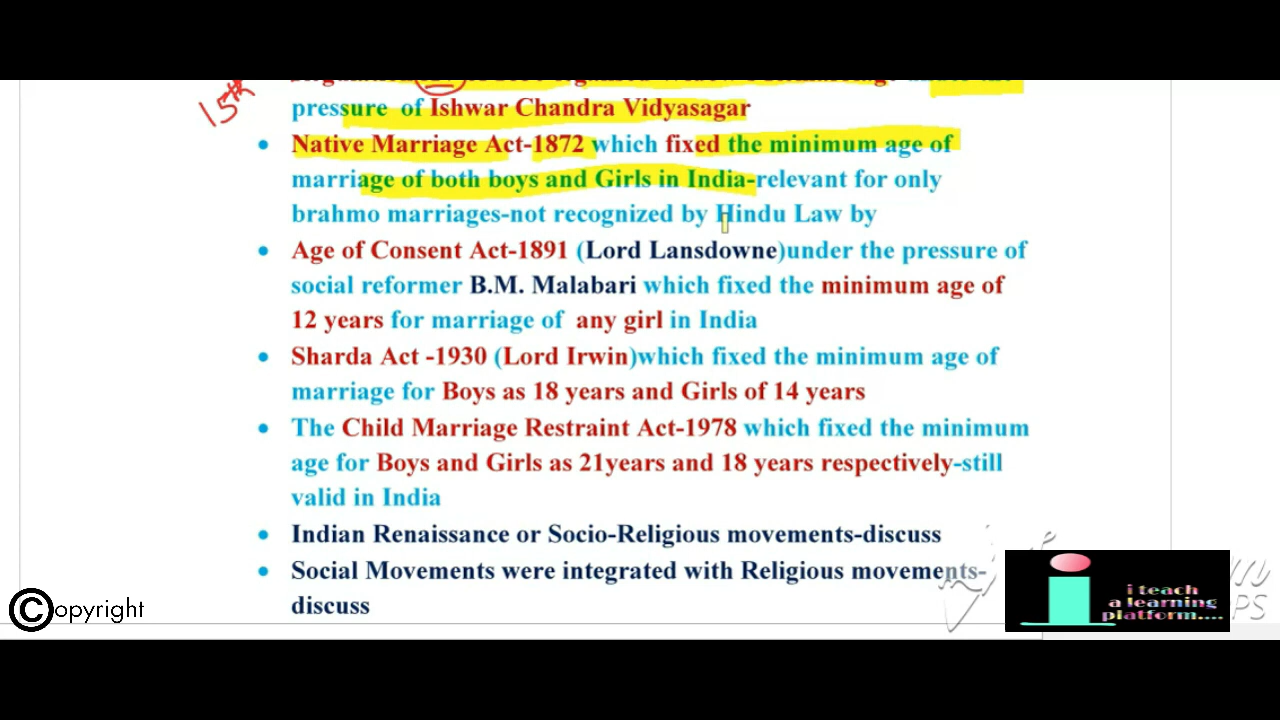 15th
pressure of Ishwar Chandra Vidyasagar
• Native Marriage Act-1872 which fixed the minimum age of
marriage of both boys and Girls in India-relevant for only
brahmo marriages-not recognized by Hindu Law by
• Age of Consent Act-1891 (Lord Lansdowne)under the pressure of
social reformer B.M. Malabari which fixed the minimum age of
12 years for marriage of any girl in India
• Sharda Act -1930 (Lord Irwin)which fixed the minimum age of
marriage for Boys as 18 years and Girls of 14 years
• The Child Marriage Restraint Act-1978 which fixed the minimum
age for Boys and Girls as 21years and 18 years respectively-still
valid in India
• Indian Renaissance or Socio-Religious movements-discuss
• Social Movements were integrated with Religious movements-
discuss
©opyright
i teach
a learning
platform....
PS